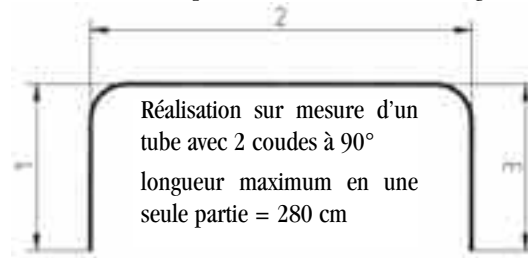 2
Réalisation sur mesure d'un
tube avec 2 coudes à 90°
1
3
longueur maximum en une
seule partie = 280 cm